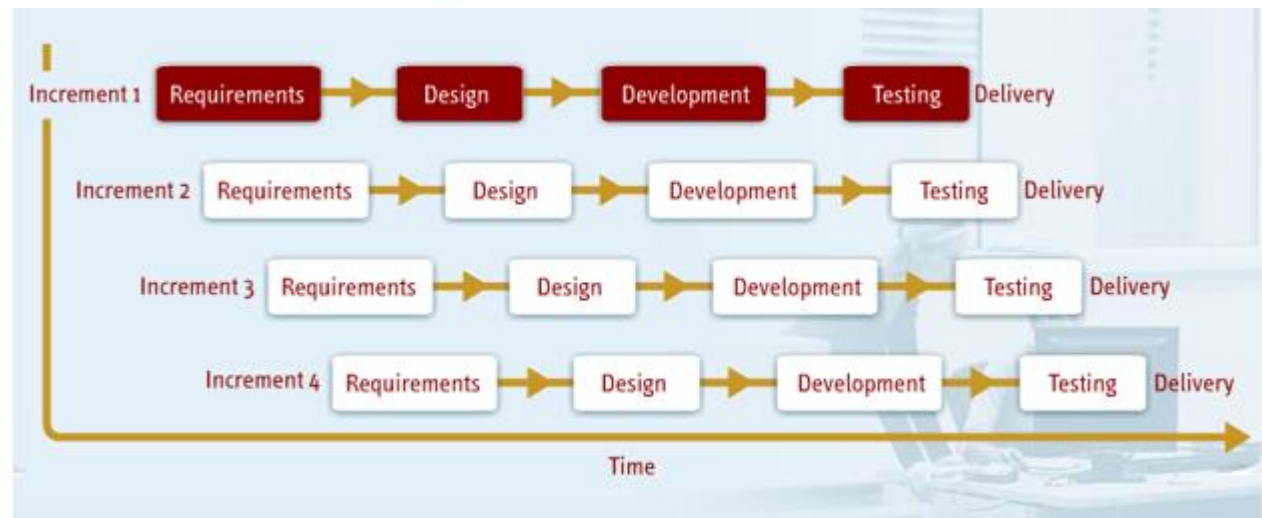 Increment 1 Requirements Design Development Testing Delivery
Increment 2 Requirements Design Development Testing Delivery
Increment 3 Requirements Design Development Testing Delivery
Increment 4 Requirements Design Development Testing Delivery
Time